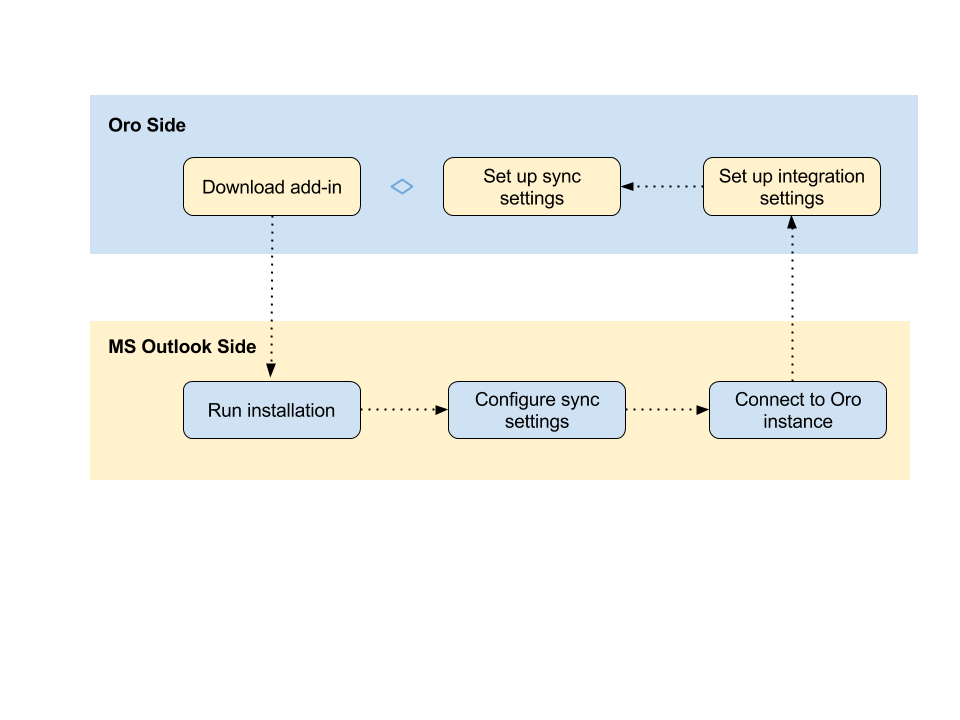 Oro Side
Download add-in
Set up sync
settings
Set up integration
settings
MS Outlook Side
Run installation
Configure sync
settings
Connect to Oro
instance